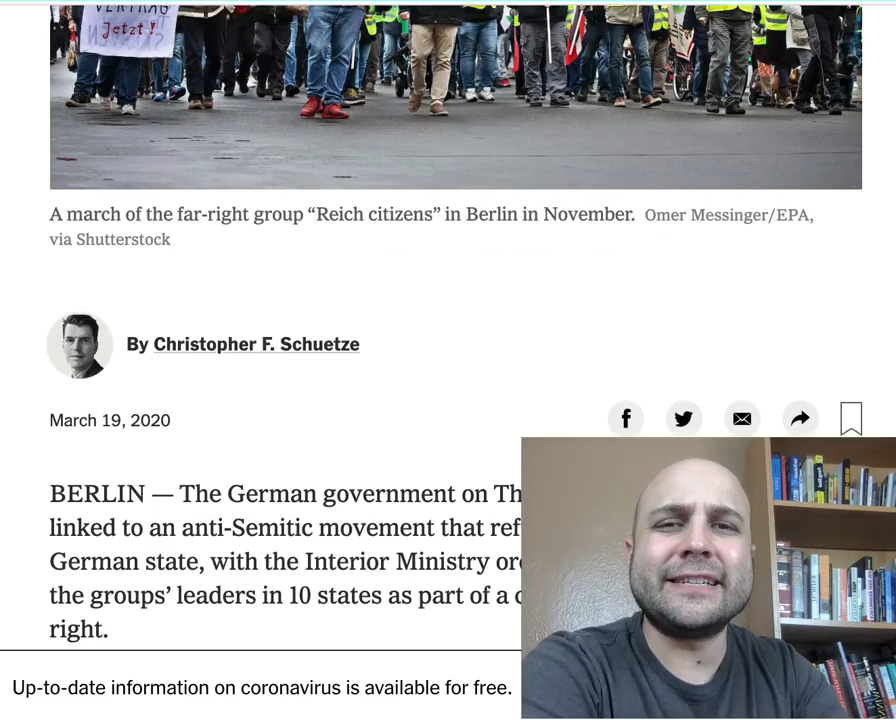 VERTRAG
Jetzt!
A march of the far-right group “Reich citizens” in Berlin in November. Omer Messinger/EPA,
via Shutterstock
By Christopher F. Schuetze
March 19, 2020
BERLIN — The German government on Th
linked to an anti-Semitic movement that ref
German state, with the Interior Ministry or
the groups’ leaders in 10 states as part of a
right.
Up-to-date information on coronavirus is available for free.